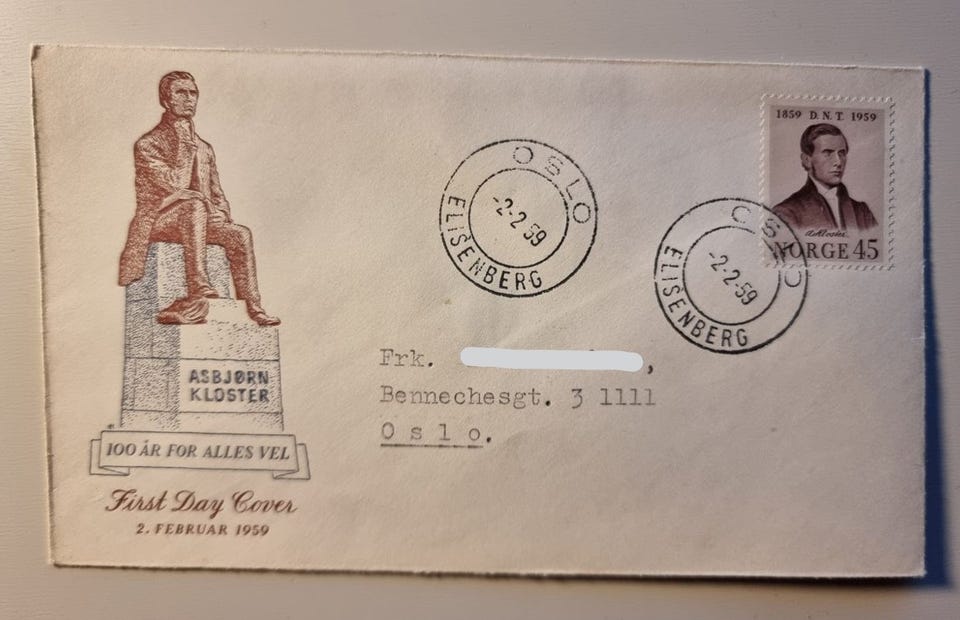 1859 D. N. T. 1959
A Kloster
NORGE 45
OSLO
-2-2 59
ELISENBERG
OSLO
-2-2-59
ELISENBERG
Frk. ,
Bennechesgt. 3 1111
Oslo.
ASBJØRN
KLOSTER
100 ÅR FOR ALLES VEL
First Day Cover
2. FEBRUAR 1959